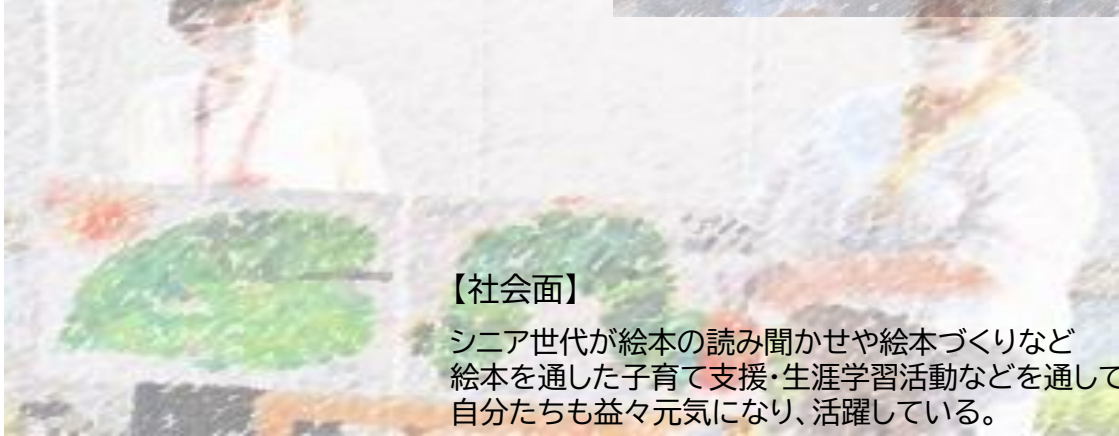 【社会面】
シニア世代が絵本の読み聞かせや絵本づくりなど
絵本を通した子育て支援・生涯学習活動などを通して
自分たちも益々元気になり、活躍している。